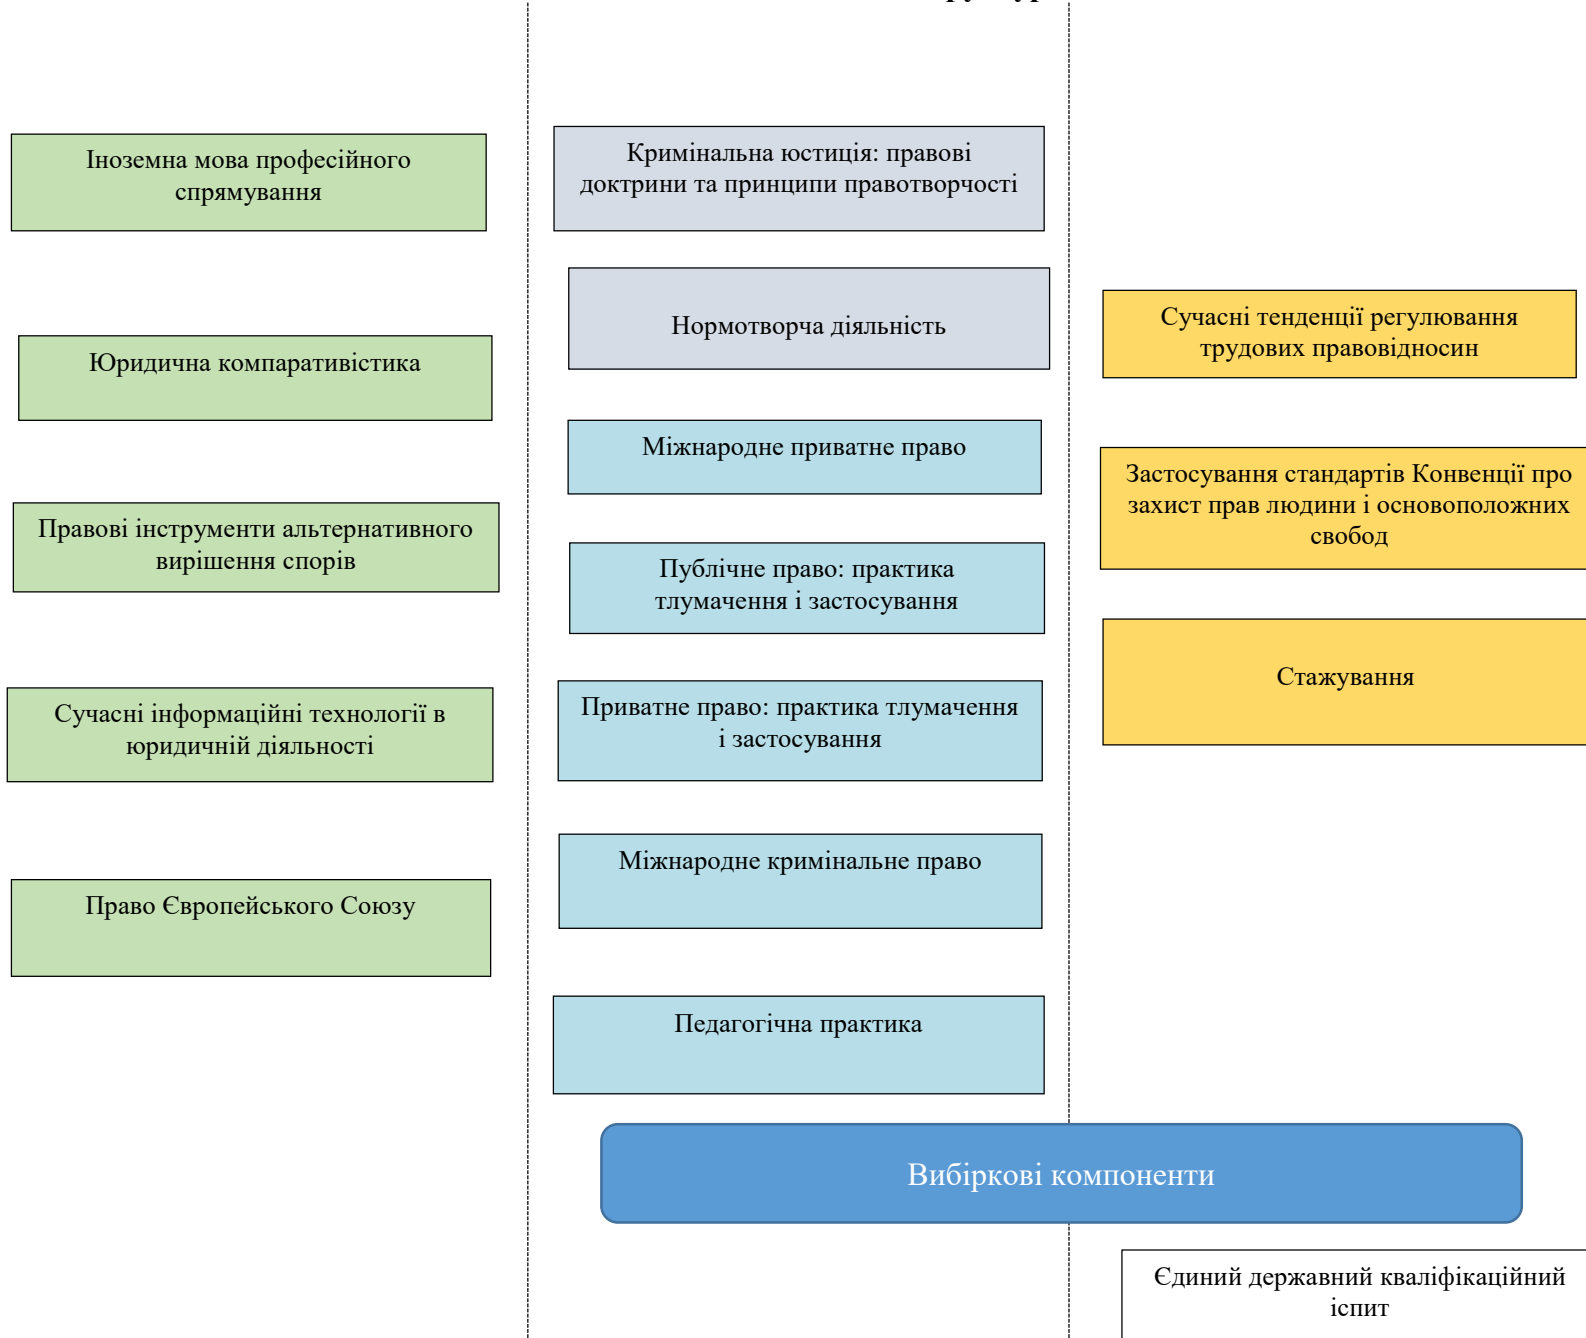 Іноземна мова професійного
спрямування
Юридична компаративістика
Правові інструменти альтернативного
вирішення спорів
Сучасні інформаційні технології в
юридичній діяльності
Право Європейського Союзу
Кримінальна юстиція: правові
доктрини та принципи правотворчості
Нормотворча діяльність
Міжнародне приватне право
Публічне право: практика
тлумачення і застосування
Приватне право: практика тлумачення
і застосування
Міжнародне кримінальне право
Педагогічна практика
Сучасні тенденції регулювання
трудових правовідносин
Застосування стандартів Конвенції про
захист прав людини і основоположних
свобод
Стажування
Вибіркові компоненти
Єдиний державний кваліфікаційний
іспит